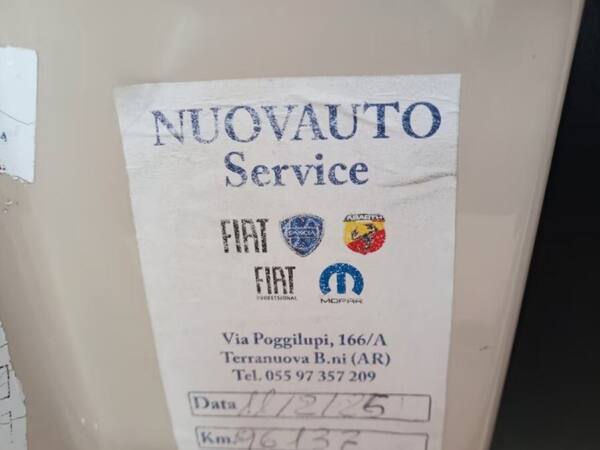 NUOVAUTO
Service
FIAT LANCIA ABARTH
FIAT
PROFESSIONAL
MOPAR
Via Poggilupi, 166/A
Terranuova B.ni (AR)
Tel. 055 97 357 209
Data 11/2/25
Km. 96137